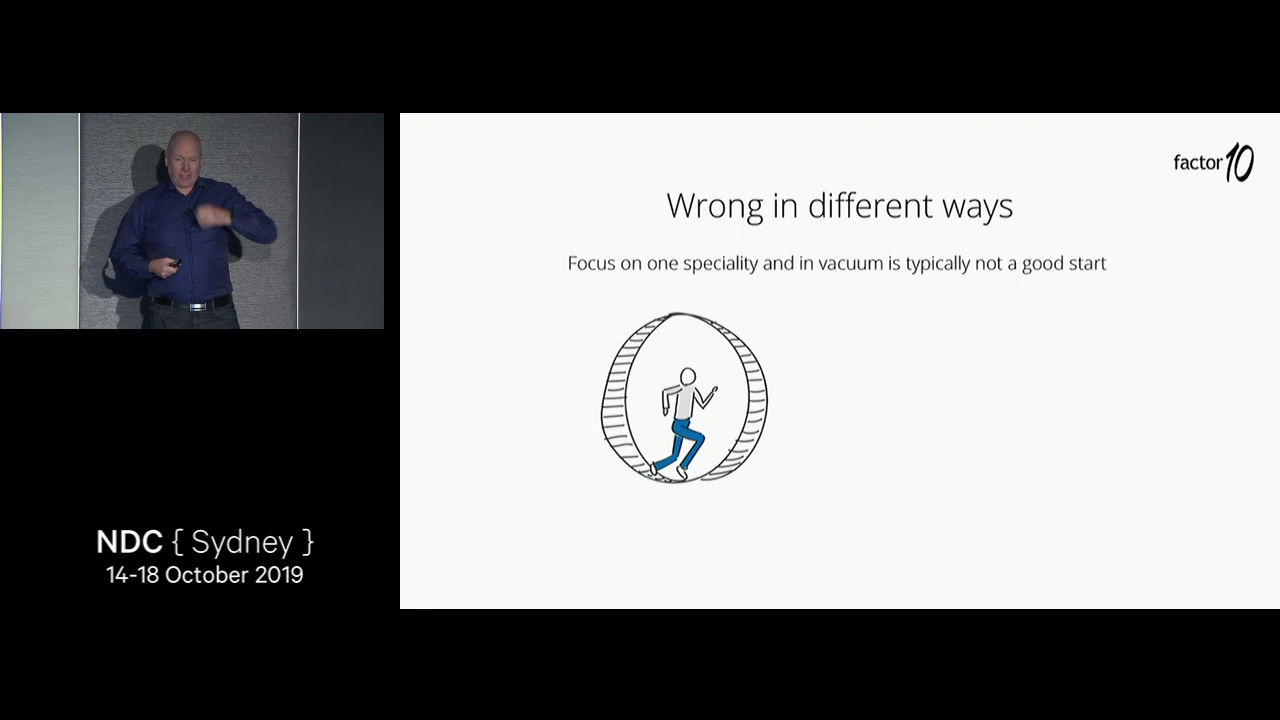 factor10
Wrong in different ways
Focus on one speciality and in vacuum is typically not a good start
NDC { Sydney }
14-18 October 2019